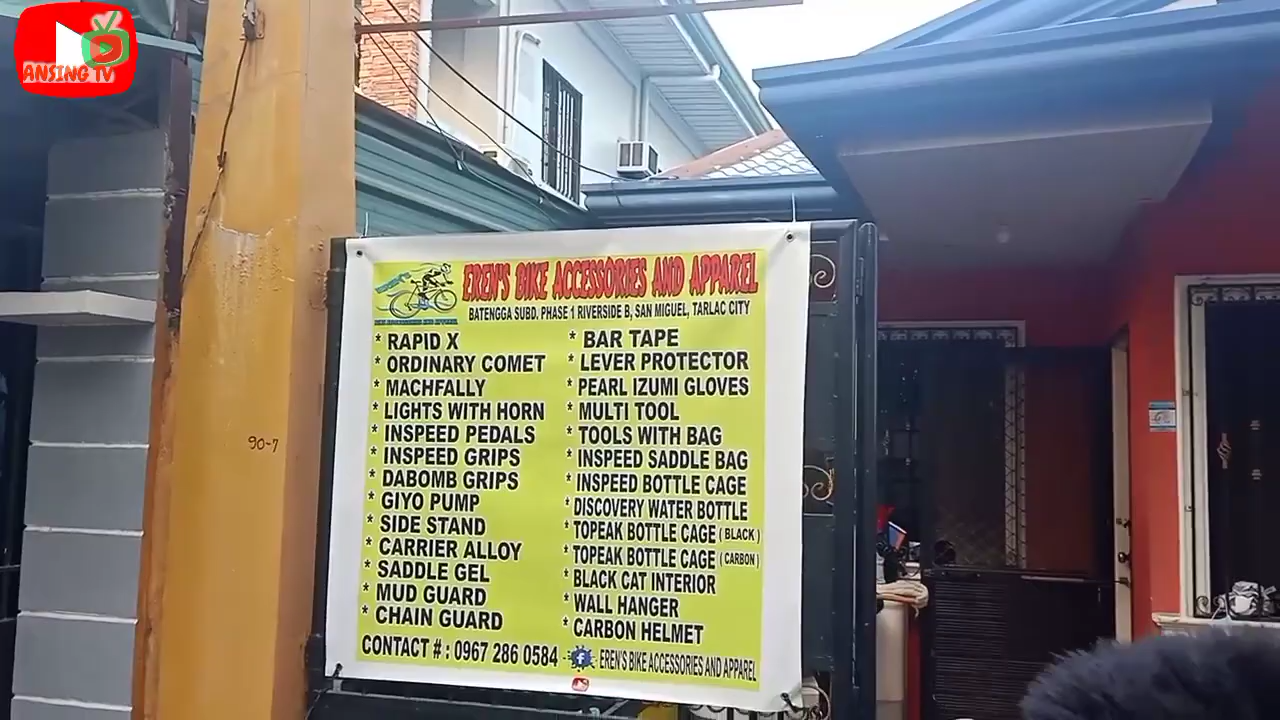 ANSING TV
EREN'S BIKE ACCESSORIES AND APPAREL
BATENGGA SUBD. PHASE 1 RIVERSIDE B, SAN MIGUEL, TARLAC CITY
* RAPID X
* ORDINARY COMET
* MACHFALLY
* LIGHTS WITH HORN
* INSPEED PEDALS
* INSPEED GRIPS
* DABOMB GRIPS
* GIYO PUMP
* SIDE STAND
* CARRIER ALLOY
* SADDLE GEL
* MUD GUARD
* CHAIN GUARD
* BAR TAPE
* LEVER PROTECTOR
* PEARL IZUMI GLOVES
* MULTI TOOL
* TOOLS WITH BAG
* INSPEED SADDLE BAG
* INSPEED BOTTLE CAGE
* DISCOVERY WATER BOTTLE
* TOPEAK BOTTLE CAGE ( BLACK )
* TOPEAK BOTTLE CAGE ( CARBON )
* BLACK CAT INTERIOR
* WALL HANGER
* CARBON HELMET
CONTACT # : 0967 286 0584 - f EREN'S BIKE ACCESSORIES AND APPAREL
90-7